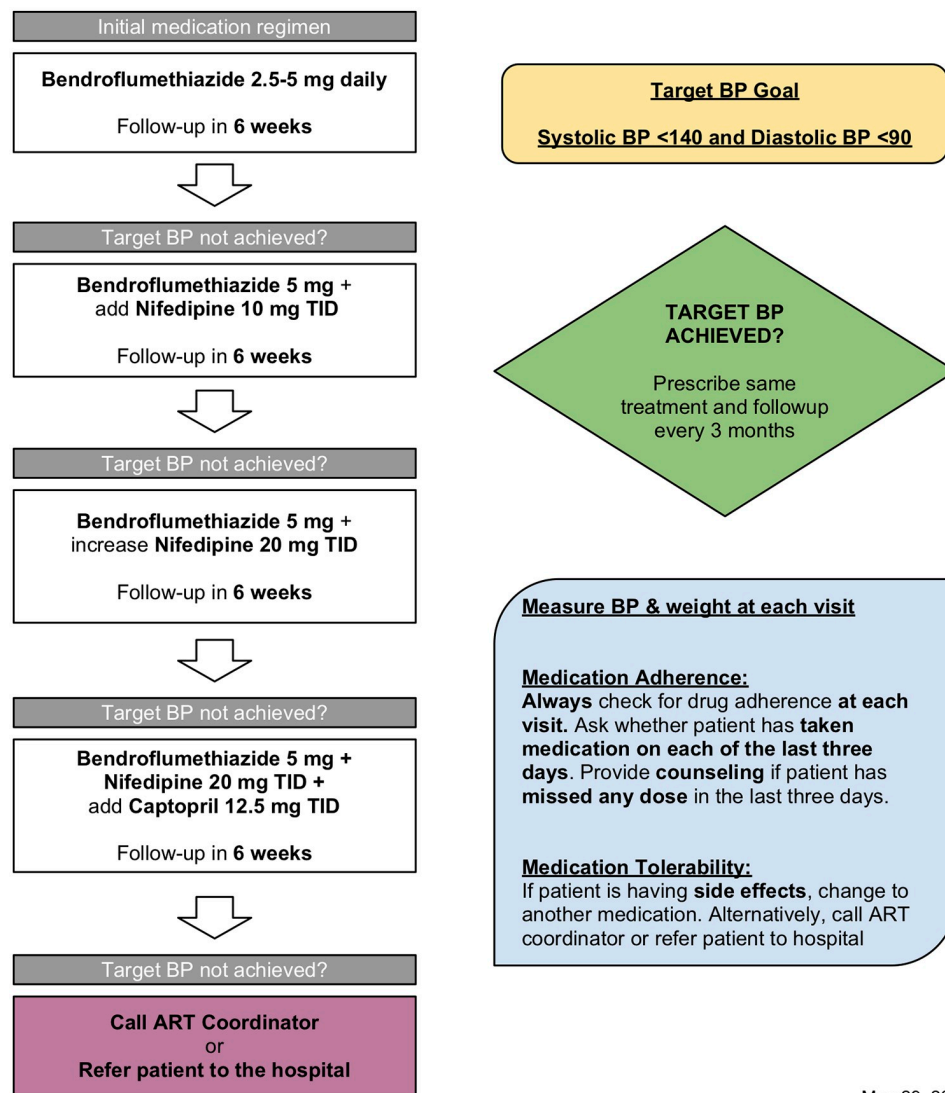 Initial medication regimen
Bendroflumethiazide 2.5-5 mg daily
Follow-up in 6 weeks
Target BP not achieved?
Bendroflumethiazide 5 mg +
add Nifedipine 10 mg TID
Follow-up in 6 weeks
Target BP not achieved?
Bendroflumethiazide 5 mg +
increase Nifedipine 20 mg TID
Follow-up in 6 weeks
Target BP not achieved?
Bendroflumethiazide 5 mg +
Nifedipine 20 mg TID +
add Captopril 12.5 mg TID
Follow-up in 6 weeks
Target BP not achieved?
Call ART Coordinator
or
Refer patient to the hospital
Target BP Goal
Systolic BP <140 and Diastolic BP <90
TARGET BP
ACHIEVED?
Prescribe same
treatment and followup
every 3 months
Measure BP & weight at each visit
Medication Adherence:
Always check for drug adherence at each
visit. Ask whether patient has taken
medication on each of the last three
days. Provide counseling if patient has
missed any dose in the last three days.
Medication Tolerability:
If patient is having side effects, change to
another medication. Alternatively, call ART
coordinator or refer patient to hospital